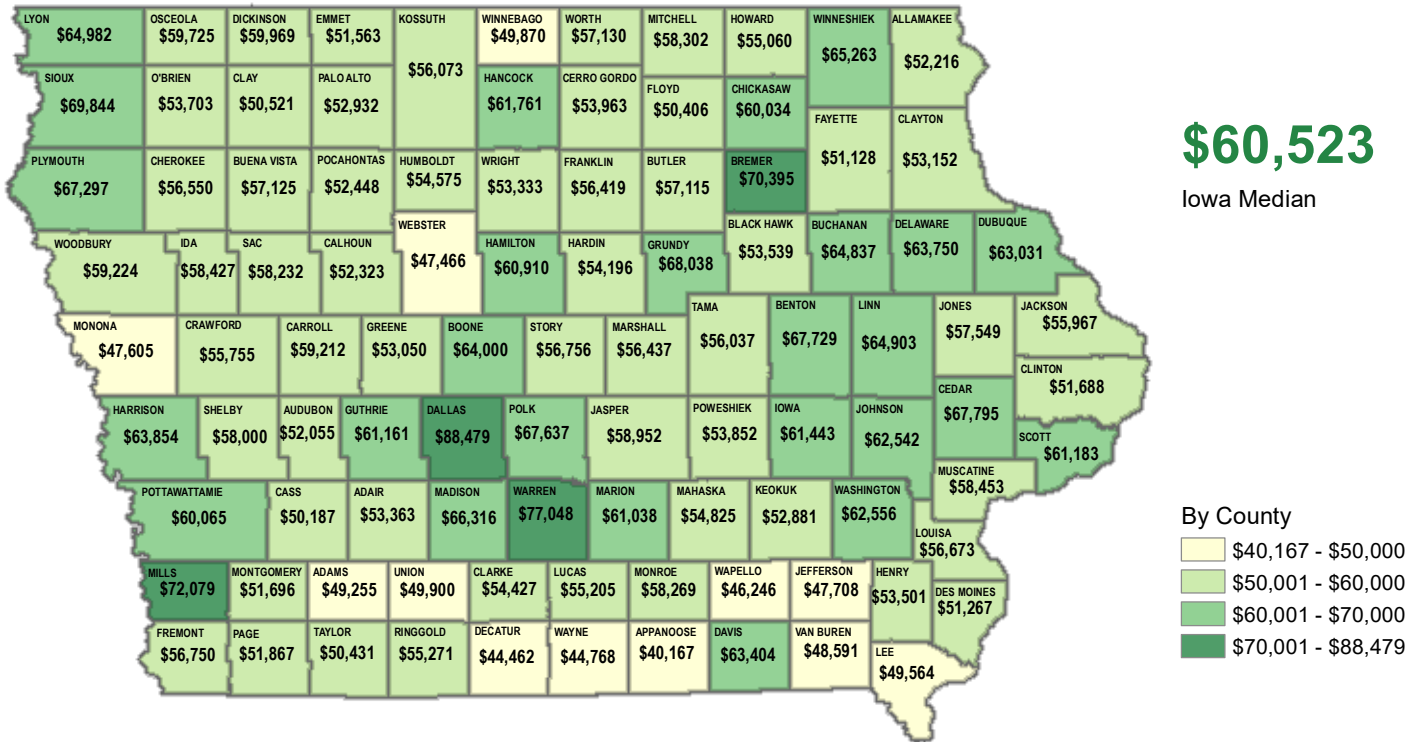 LYON
$64,982
OSCEOLA
$59,725
DICKINSON
$59,969
EMMET
$51,563
KOSSUTH
$56,073
WINNEBAGO
$49,870
WORTH
$57,130
MITCHELL
$58,302
HOWARD
$55,060
WINNESHIEK
$65,263
ALLAMAKEE
$52,216
SIOUX
$69,844
O'BRIEN
$53,703
CLAY
$50,521
PALO ALTO
$52,932
HANCOCK
$61,761
CERRO GORDO
$53,963
FLOYD
$50,406
CHICKASAW
$60,034
FAYETTE
$51,128
CLAYTON
$53,152
PLYMOUTH
$67,297
CHEROKEE
$56,550
BUENA VISTA
$57,125
POCAHONTAS
$52,448
HUMBOLDT
$54,575
WRIGHT
$53,333
FRANKLIN
$56,419
BUTLER
$57,115
BREMER
$70,395
WOODBURY
$59,224
IDA
$58,427
SAC
$58,232
CALHOUN
$52,323
WEBSTER
$47,466
HAMILTON
$60,910
HARDIN
$54,196
GRUNDY
$68,038
BLACK HAWK
$53,539
BUCHANAN
$64,837
DELAWARE
$63,750
DUBUQUE
$63,031
MONONA
$47,605
CRAWFORD
$55,755
CARROLL
$59,212
GREENE
$53,050
BOONE
$64,000
STORY
$56,756
MARSHALL
$56,437
TAMA
$56,037
BENTON
$67,729
LINN
$64,903
JONES
$57,549
JACKSON
$55,967
CLINTON
$51,688
HARRISON
$63,854
SHELBY
$58,000
AUDUBON
$52,055
GUTHRIE
$61,161
DALLAS
$88,479
POLK
$67,637
JASPER
$58,952
POWESHIEK
$53,852
IOWA
$61,443
JOHNSON
$62,542
CEDAR
$67,795
SCOTT
$61,183
MUSCATINE
$58,453
POTTAWATTAMIE
$60,065
CASS
$50,187
ADAIR
$53,363
MADISON
$66,316
WARREN
$77,048
MARION
$61,038
MAHASKA
$54,825
KEOKUK
$52,881
WASHINGTON
$62,556
LOUISA
$56,673
MILLS
$72,079
MONTGOMERY
$51,696
ADAMS
$49,255
UNION
$49,900
CLARKE
$54,427
LUCAS
$55,205
MONROE
$58,269
WAPELLO
$46,246
JEFFERSON
$47,708
HENRY
$53,501
DES MOINES
$51,267
FREMONT
$56,750
PAGE
$51,867
TAYLOR
$50,431
RINGGOLD
$55,271
DECATUR
$44,462
WAYNE
$44,768
APPANOOSE
$40,167
DAVIS
$63,404
VAN BUREN
$48,591
LEE
$49,564
$60,523
Iowa Median
By County
$40,167 - $50,000
$50,001 - $60,000
$60,001 - $70,000
$70,001 - $88,479